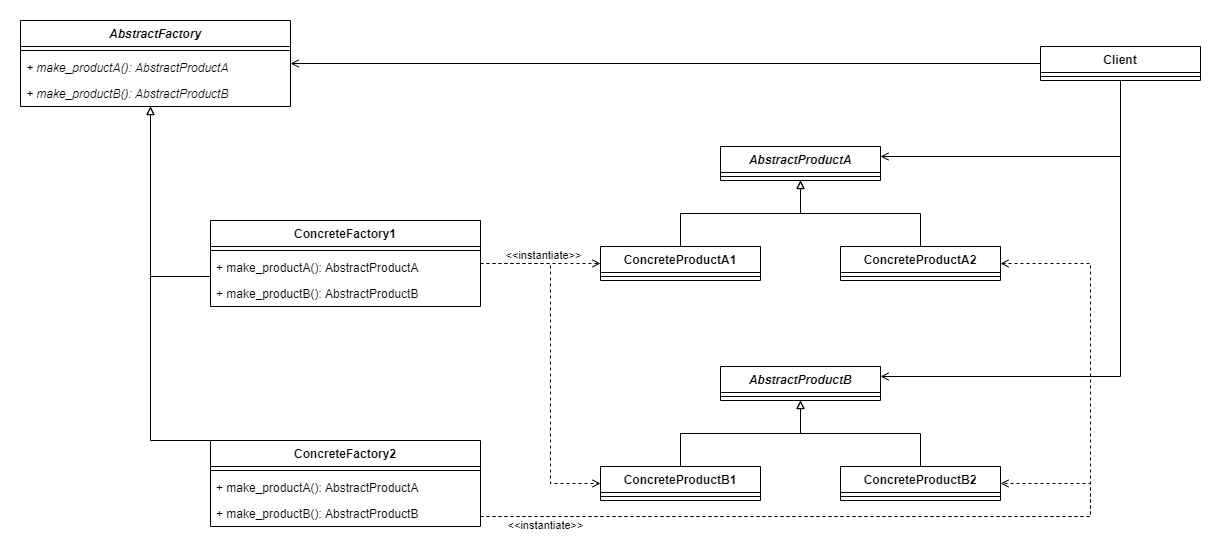 AbstractFactory
+ make_productA(): AbstractProductA
+ make_productB(): AbstractProductB
Client
AbstractProductA
ConcreteFactory1
+ make_productA(): AbstractProductA
+ make_productB(): AbstractProductB
<<instantiate>>
ConcreteProductA1
ConcreteProductA2
AbstractProductB
ConcreteFactory2
+ make_productA(): AbstractProductA
+ make_productB(): AbstractProductB
<<instantiate>>
ConcreteProductB1
ConcreteProductB2